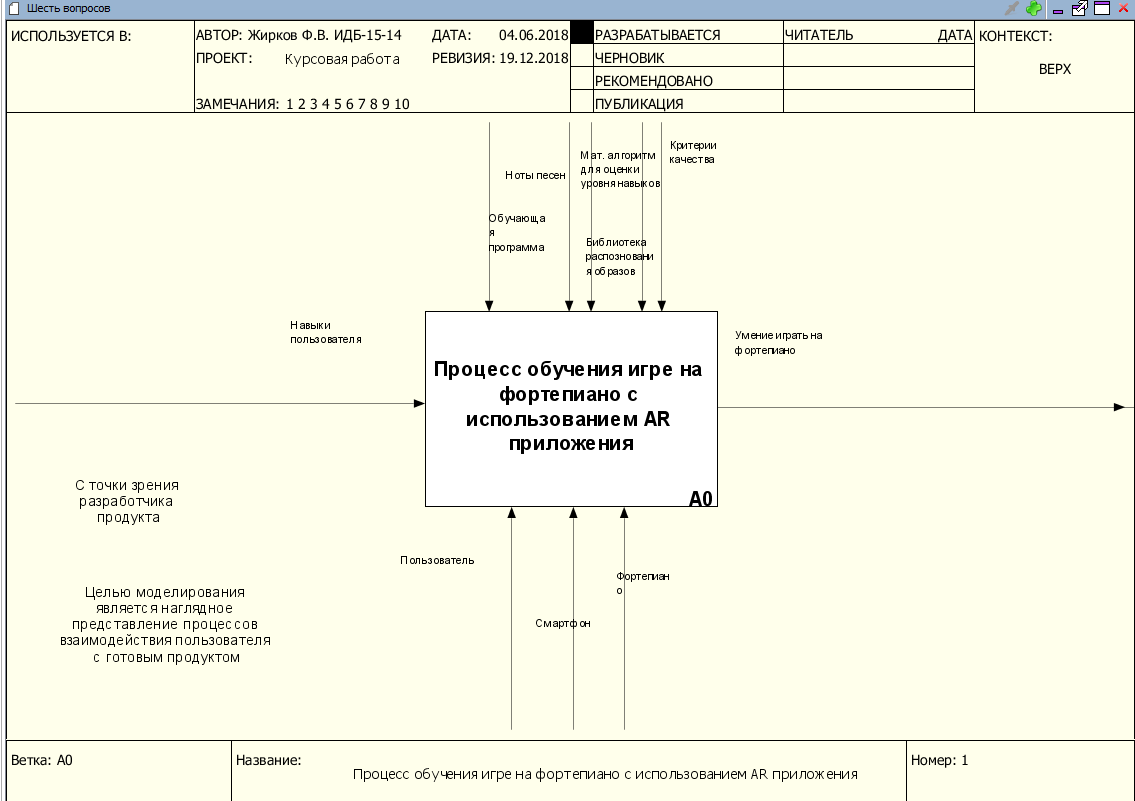 Шесть вопросов
ИСПОЛЬЗУЕТСЯ В:
АВТОР: Жирков Ф.В. ИДБ-15-14
ДАТА: 04.06.2018
ПРОЕКТ: Курсовая работа
РЕВИЗИЯ: 19.12.2018
ЗАМЕЧАНИЯ: 1 2 3 4 5 6 7 8 9 10
РАЗРАБАТЫВАЕТСЯ
ЧЕРНОВИК
РЕКОМЕНДОВАНО
ПУБЛИКАЦИЯ
ЧИТАТЕЛЬ ДАТА
КОНТЕКСТ:
ВЕРХ
Ноты песен
Мат. алгоритм
для оценки
уровня навыков
Критерии
качества
Обучающа
я
программа
Библиотека
распознован­и
я образов
Навыки
пользователя
Умение играть на
фортепиано
Процесс обучения игре на
фортепиано с
использованием AR
приложения
A0
С точки зрения
разработчика
продукта
Пользователь
Фортепиан
о
Смартфон
Целью моделирования
является наглядное
представление процессов
взаимодействия пользователя
с готовым продуктом
Ветка: A0
Название:
Процесс обучения игре на фортепиано с использованием AR приложения
Номер: 1